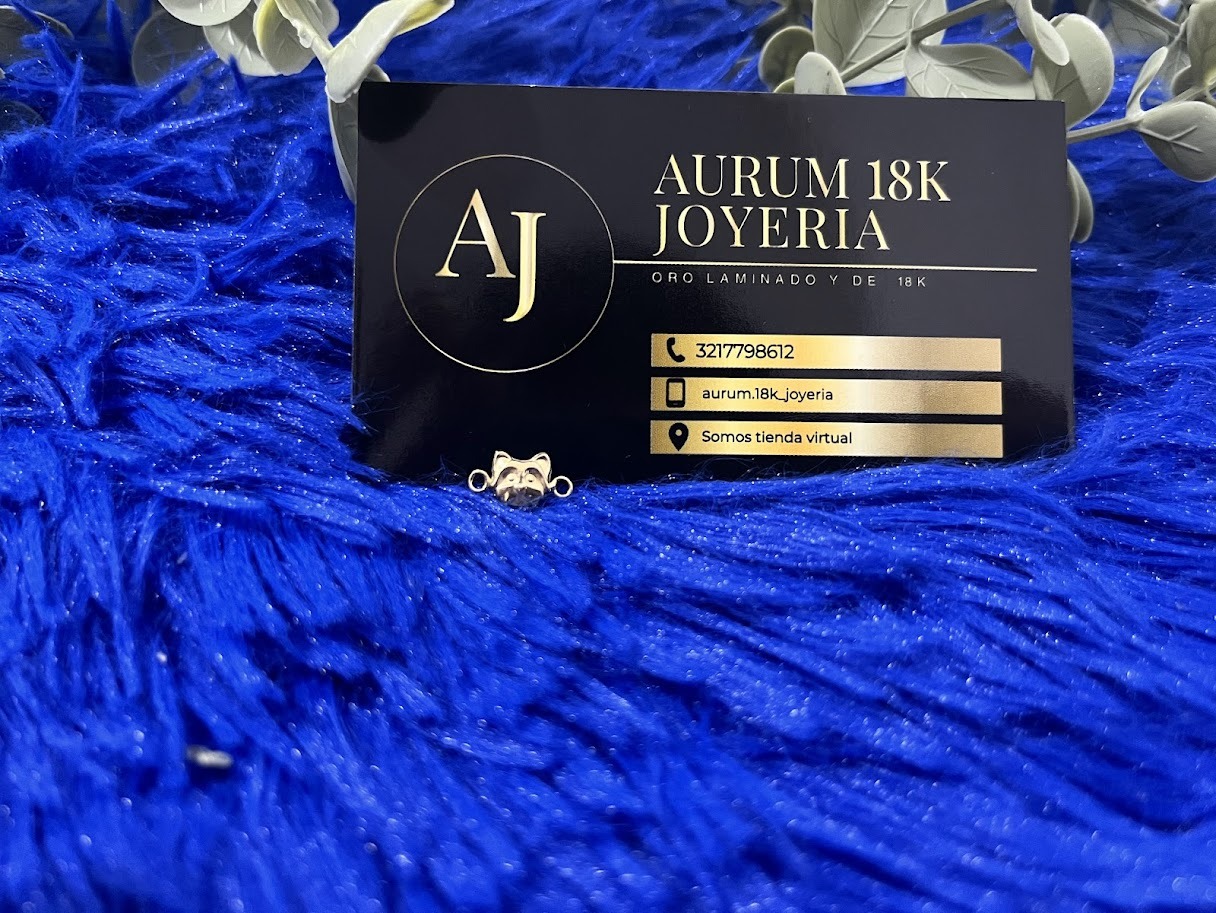 AJ
AURUM 18K
JOYERIA
ORO LAMINADO Y DE 18K
3217798612
aurum.18k_joyeria
Somos tienda virtual